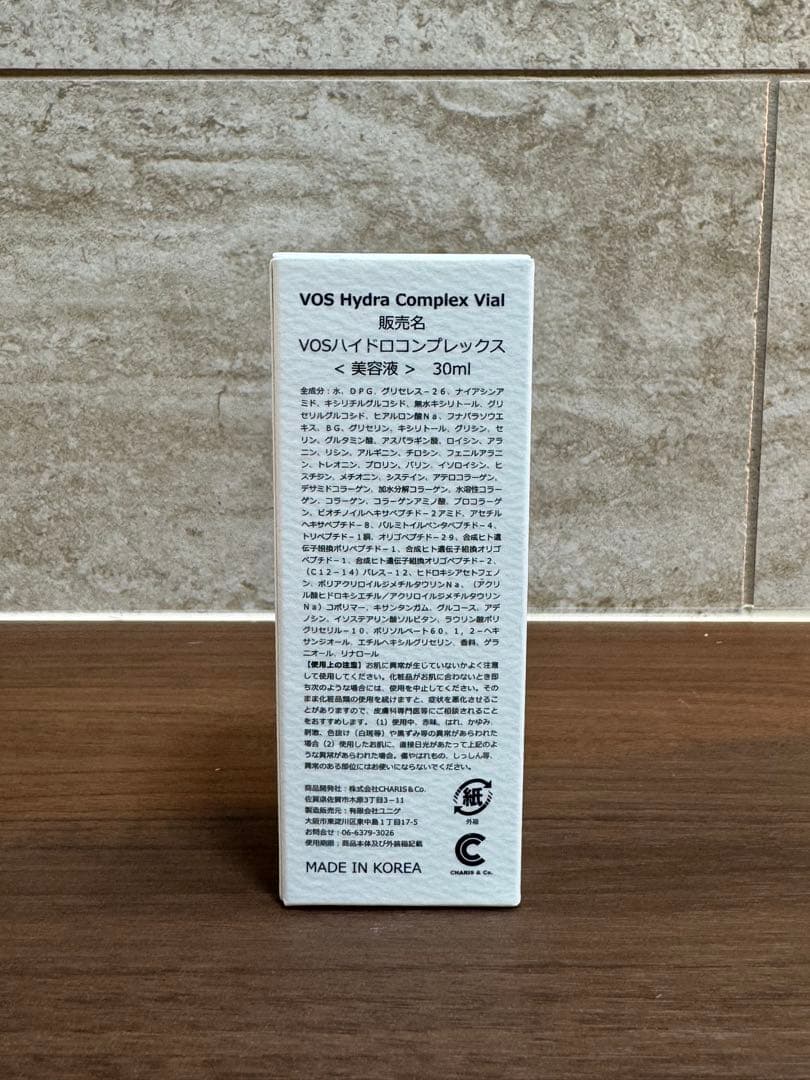 VOS Hydra Complex Vial
販売名
VOSハイドロコンプレックス
< 美容液 > 30ml
全成分：水、DPG、グリセレス－26、ナイアシンア
ミド、キシリチルグルコシド、無水キシリトール、グリ
セリルグルコシド、ヒアルロン酸Na、フナバラソウエ
キス、BG、グリセリン、キシリトール、グリシン、セ
リン、グルタミン酸、アスパラギン酸、ロイシン、アラ
ニン、リシン、アルギニン、チロシン、フェニルアラニ
ン、トレオニン、プロリン、バリン、イソロイシン、ヒ
スチジン、メチオニン、システイン、アテロコラーゲン、
デサミドコラーゲン、加水分解コラーゲン、水溶性コラー
ゲン、コラーゲン、コラーゲンアミノ酸、プロコラーゲ
ン、ビオチノイルヘキサペプチド－2アミド、アセチル
ヘキサペプチド－8、パルミトイルペンタペプチド－4、
トリペプチド－1銅、オリゴペプチド－29、合成ヒト遺
伝子組換ポリペプチド－1、合成ヒト遺伝子組換オリゴ
ペプチド－1、合成ヒト遺伝子組換オリゴペプチド－2、
（C12－14）パレス－12、ヒドロキシアセトフェノ
ン、ポリアクリロイルジメチルタウリンNa、（アクリ
ル酸ヒドロキシエチル／アクリロイルジメチルタウリン
Na）コポリマー、キサンタンガム、グルコース、アデ
ノシン、イソステアリン酸ソルビタン、ラウリン酸ポリ
グリセリル－10、ポリソルベート60、1，2－ヘキ
サンジオール、エチルヘキシルグリセリン、香料、ゲラ
ニオール、リナロール
【使用上の注意】お肌に異常が生じていないかよく注意
して使用してください。化粧品がお肌に合わないとき即
ち次のような場合には、使用を中止してください。その
まま化粧品類の使用を続けますと、症状を悪化させるこ
とがありますので、皮膚科専門医等にご相談されること
をおすすめします。（1）使用中、赤味、はれ、かゆみ、
刺激、色抜け（白斑等）や黒ずみ等の異常があらわれた
場合（2）使用したお肌に、直接日光があたって上記のよ
うな異常があらわれた場合。傷やはれもの、しっしん等、
異常のある部位にはお使いにならないでください。
商品開発社：株式会社CHARIS&Co.
佐賀県佐賀市木原3丁目3－11
製造販売元：有限会社ユニゲ
大阪市東淀川区東中島１丁目17-5
お問合せ：06-6379-3026
使用期限：商品本体及び外装箱記載
MADE IN KOREA
紙
外箱
CHARIS & Co.